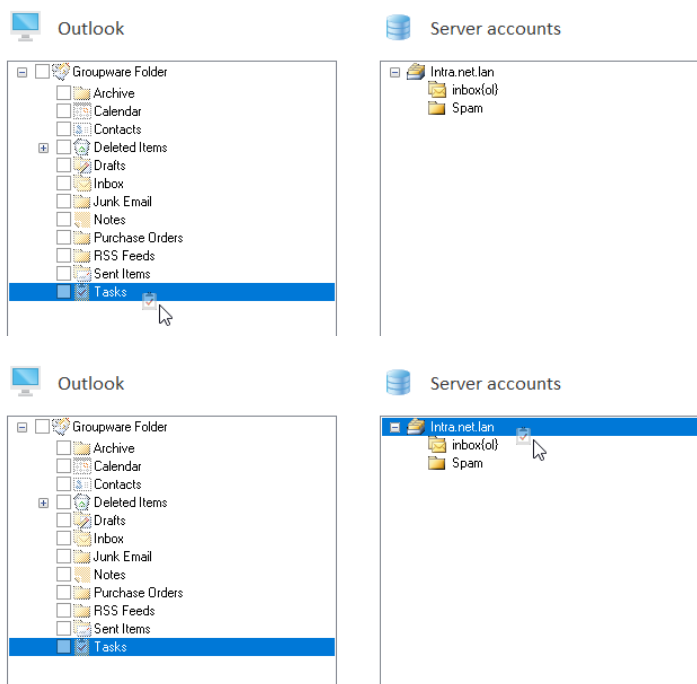 Outlook
Server accounts
Groupware Folder
Archive
Calendar
Contacts
Deleted Items
Drafts
Inbox
Junk Email
Notes
Purchase Orders
RSS Feeds
Sent Items
Tasks
Intra.net.lan
inbox{ol}
Spam
Outlook
Server accounts
Groupware Folder
Archive
Calendar
Contacts
Deleted Items
Drafts
Inbox
Junk Email
Notes
Purchase Orders
RSS Feeds
Sent Items
Tasks
Intra.net.lan
inbox{ol}
Spam